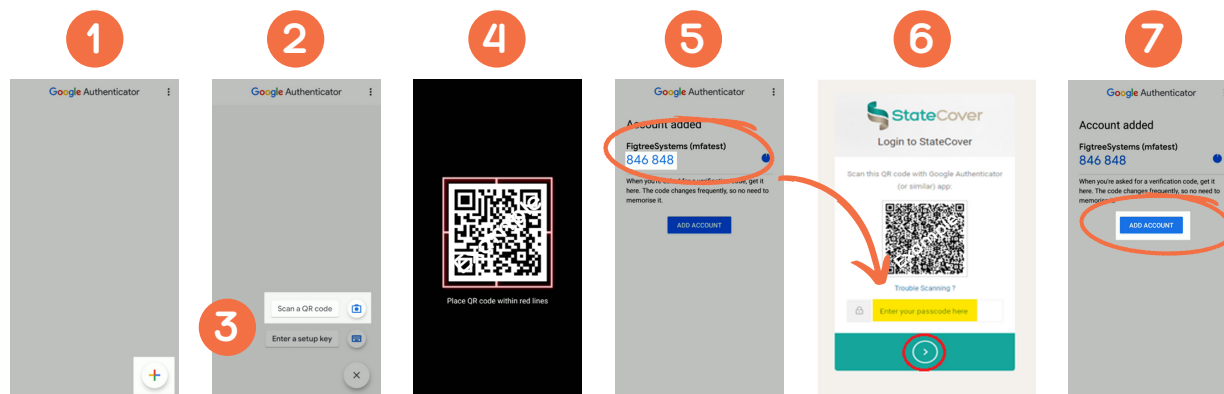 1
2
4
5
6
7
Google Authenticator
Google Authenticator
3
Scan a QR code
Enter a setup key
Place QR code within red lines
Google Authenticator
Account added
FigtreeSystems (mfatest)
846 848
When you're asked for a verification code, get it
here. The code changes frequently, so no need to
memorise it.
ADD ACCOUNT
StateCover
Login to StateCover
Scan this QR code with Google Authenticator
(or similar) app:
Example
Trouble Scanning ?
Enter your passcode here
Google Authenticator
Account added
FigtreeSystems (mfatest)
846 848
When you're asked for a verification code, get it
here. The code changes frequently, so no need to
memorise it.
ADD ACCOUNT